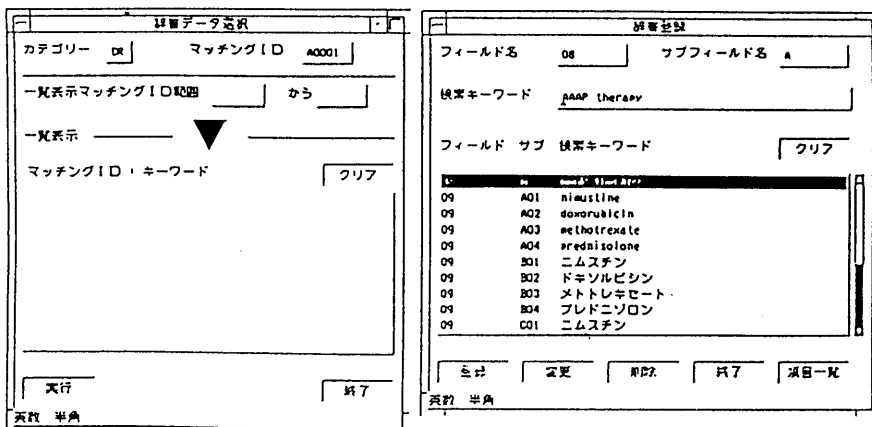 辞書データ選択
カテゴリー DR マッチングID A0001
一覧表示マッチングID範囲 から
一覧表示
マッチングID : キーワード クリア
実行 終了
英数 半角
辞書登録
フィールド名 08 サブフィールド名 A
検索キーワード AAAP therapy
フィールド サブ 検索キーワード クリア
09 A01 nimustine
09 A02 doxorubicin
09 A03 methotrexate
09 A04 prednisolone
09 B01 ニムスチン
09 B02 ドキソルビシン
09 B03 メトトレキセート
09 B04 プレドニゾロン
09 C01 ニムスチン
登録 変更 削除 終了 項目一覧
英数 半角